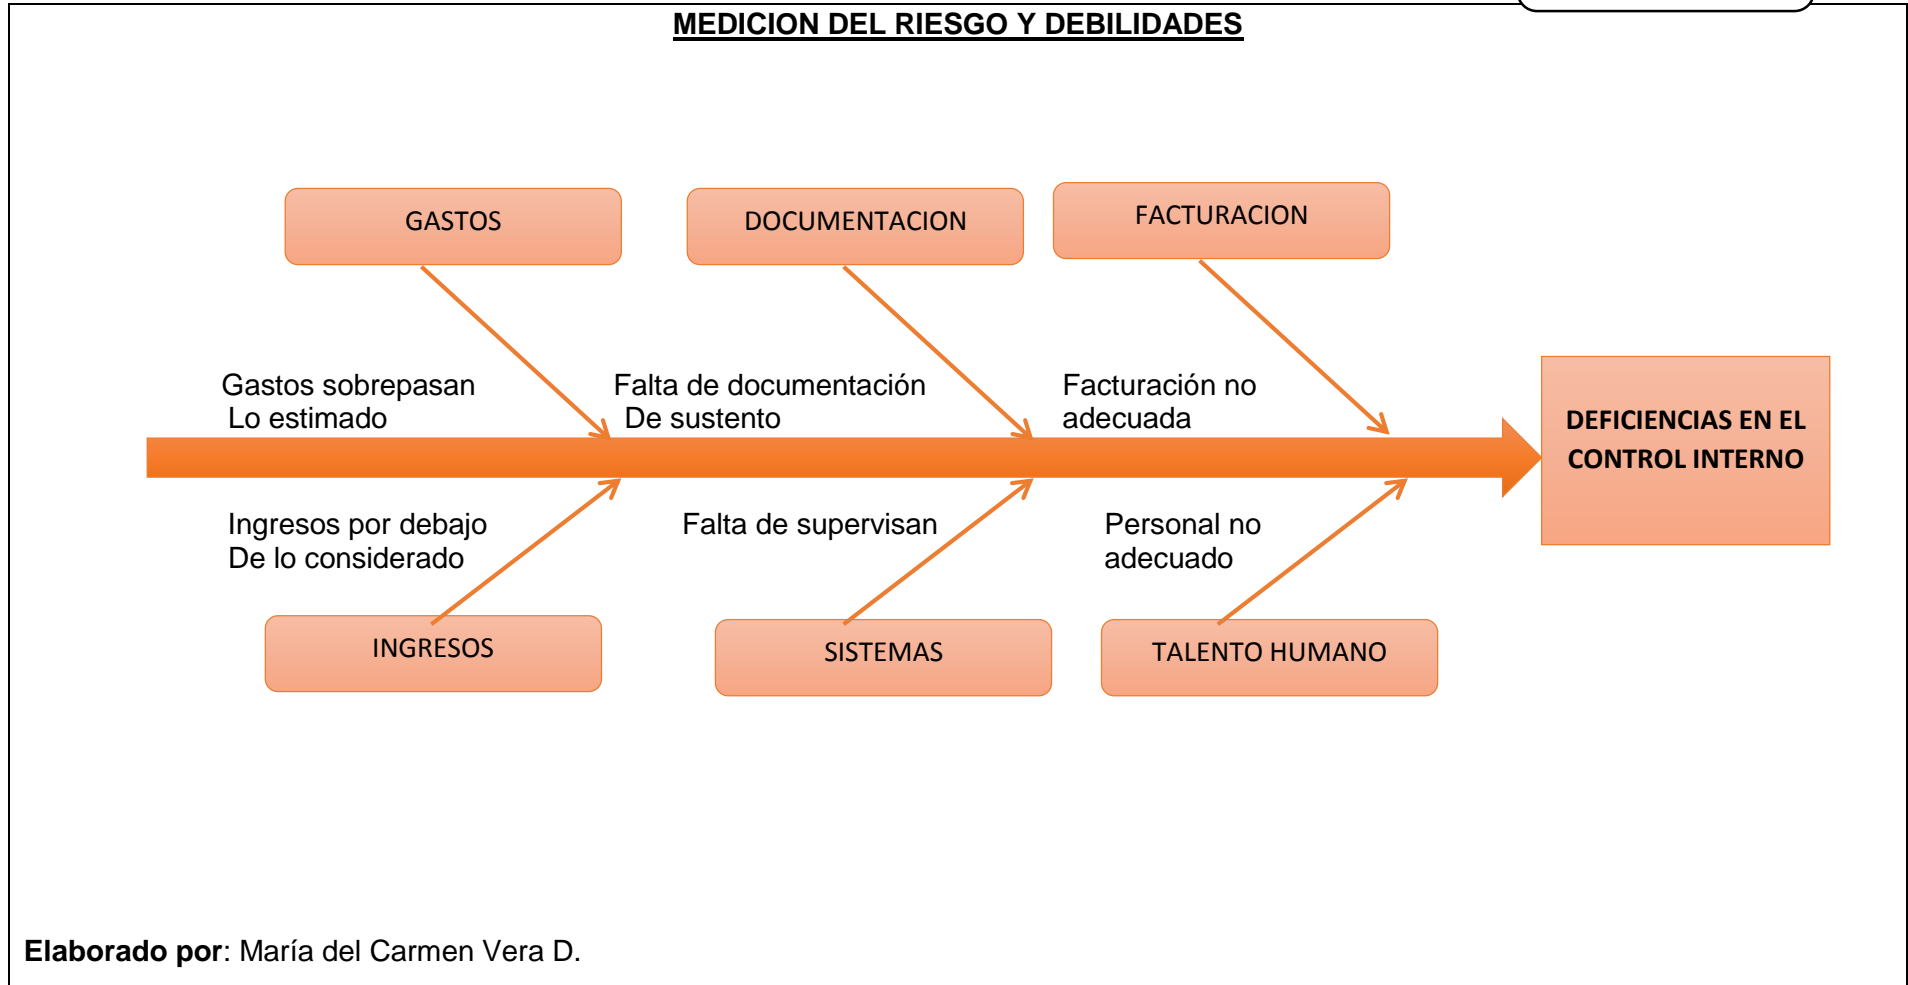 MEDICION DEL RIESGO Y DEBILIDADES
GASTOS
DOCUMENTACION
FACTURACION
Gastos sobrepasan
Lo estimado
Falta de documentación
De sustento
Facturación no
adecuada
DEFICIENCIAS EN EL
CONTROL INTERNO
Ingresos por debajo
De lo considerado
Falta de supervisan
Personal no
adecuado
INGRESOS
SISTEMAS
TALENTO HUMANO
Elaborado por: María del Carmen Vera D.